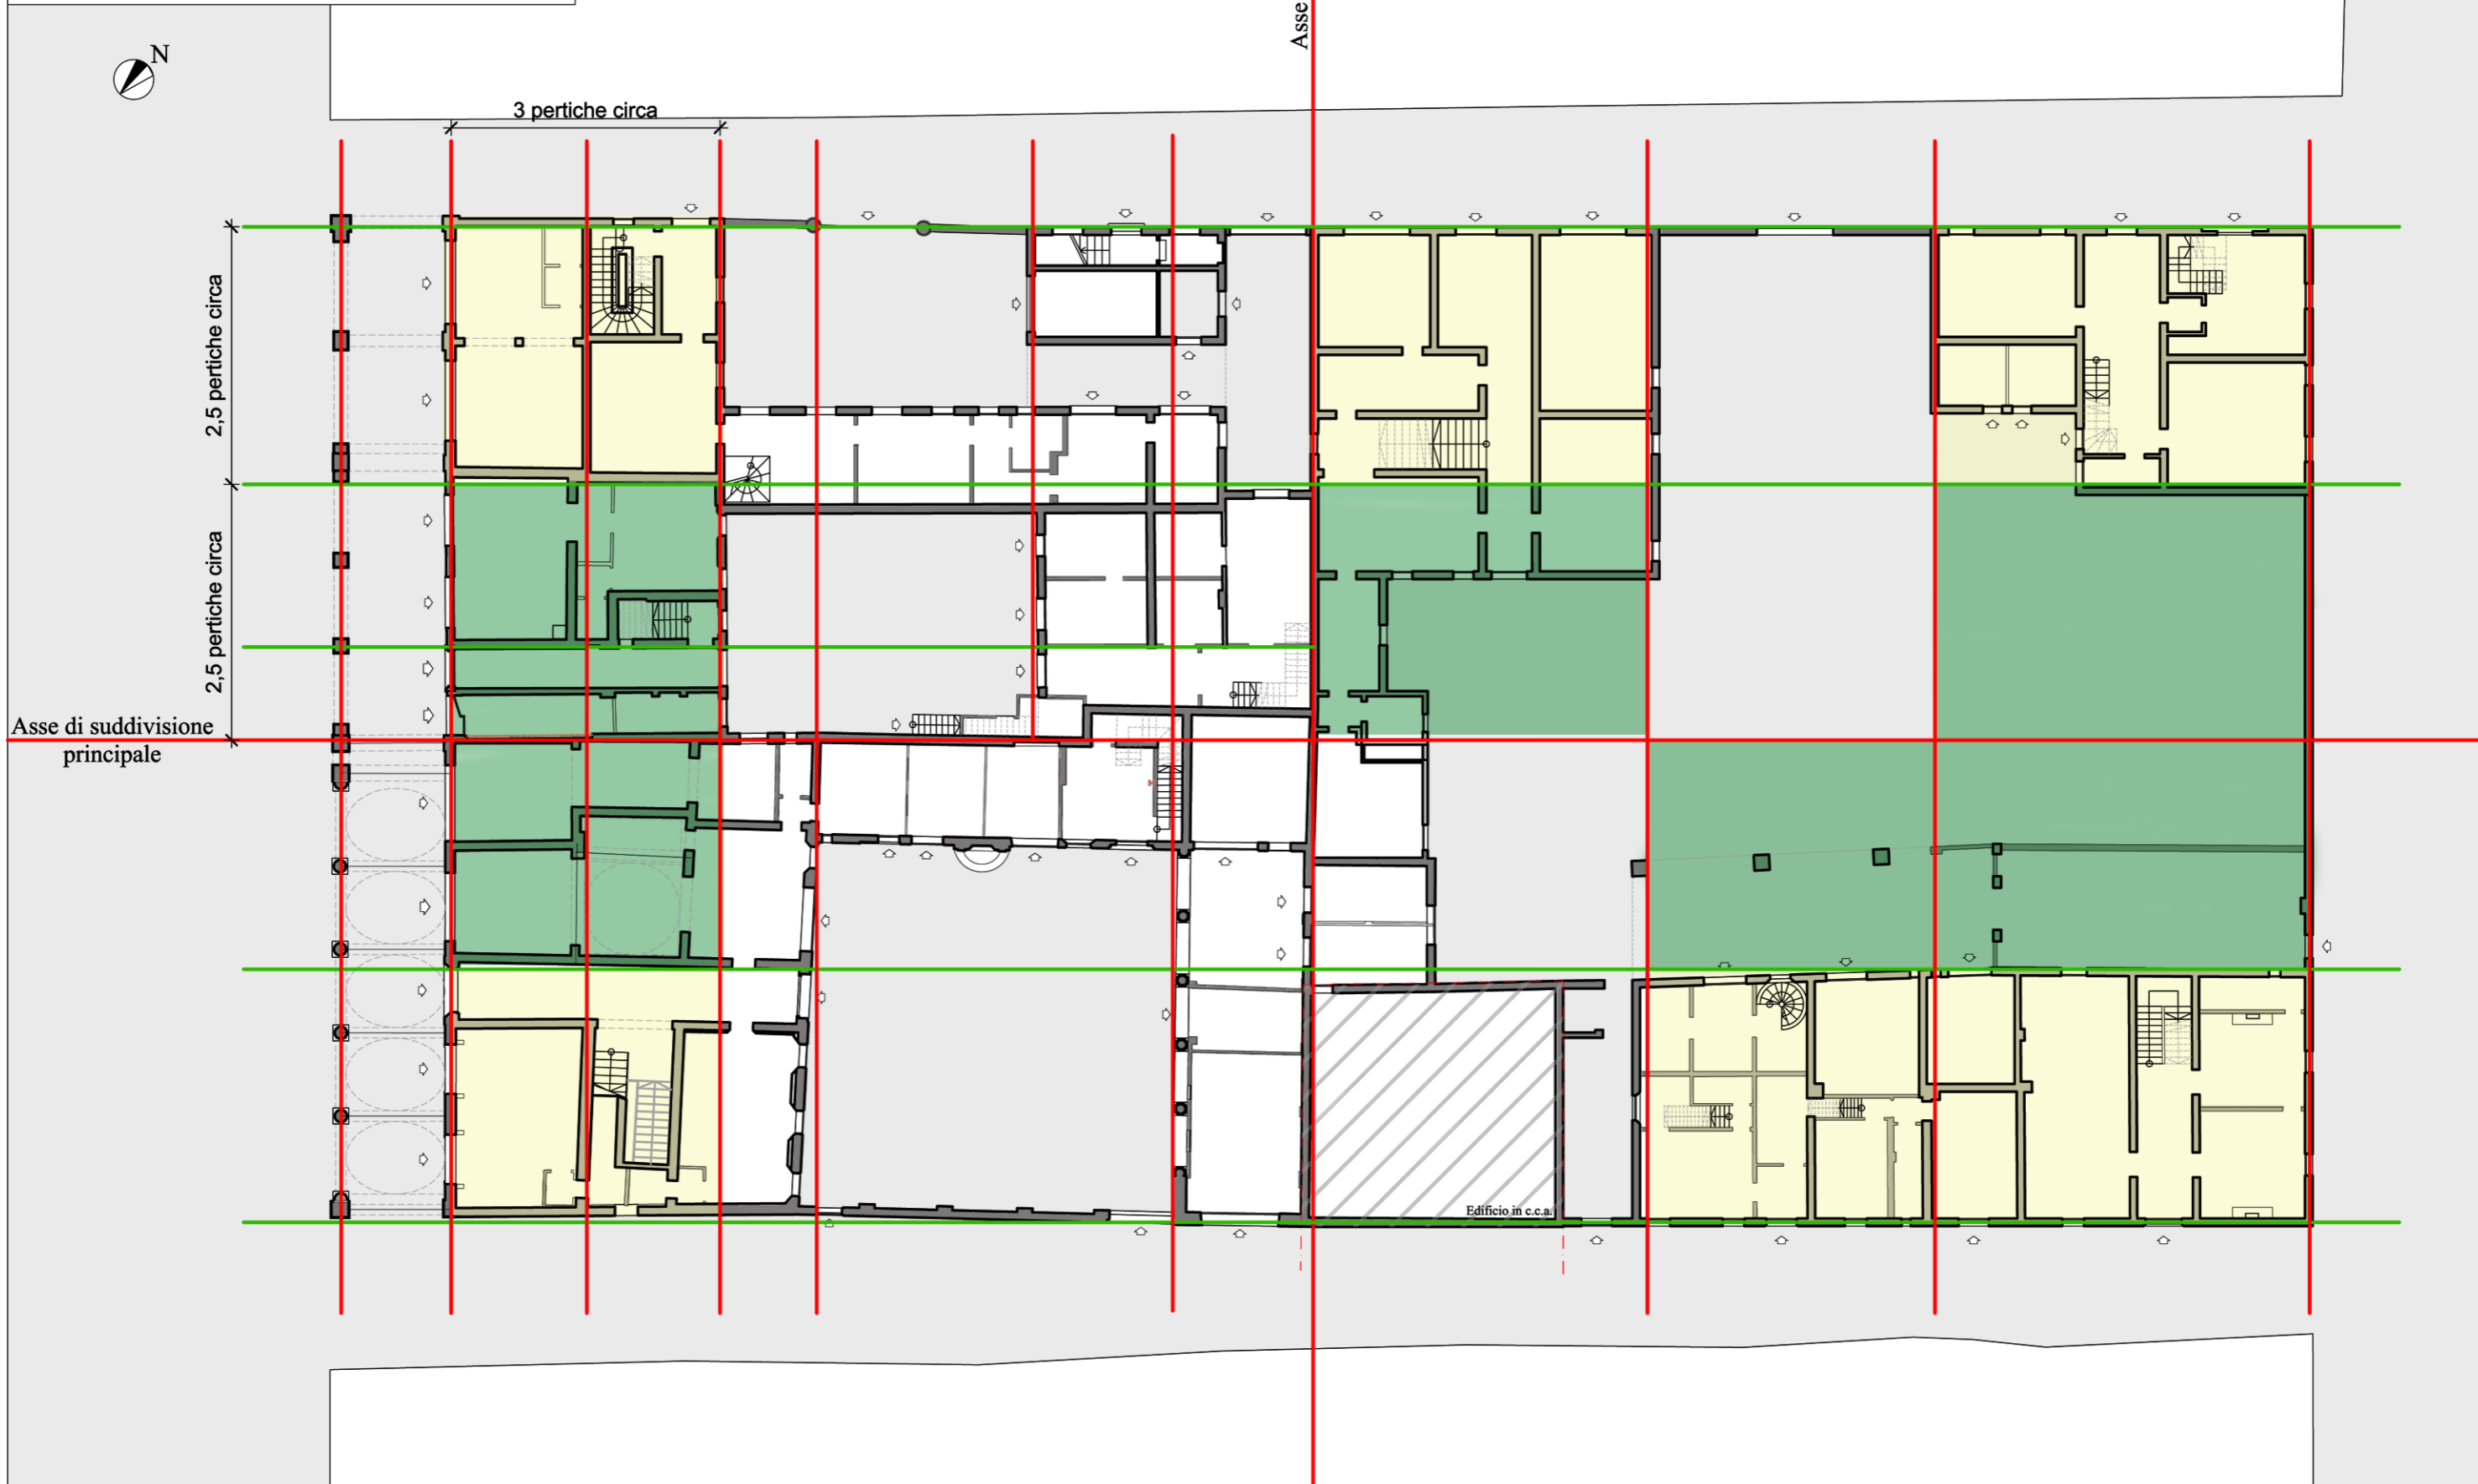 Asse
N
3 pertiche circa
2,5 pertiche circa
2,5 pertiche circa
Asse di suddivisione
principale
Edificio in c.c.a.